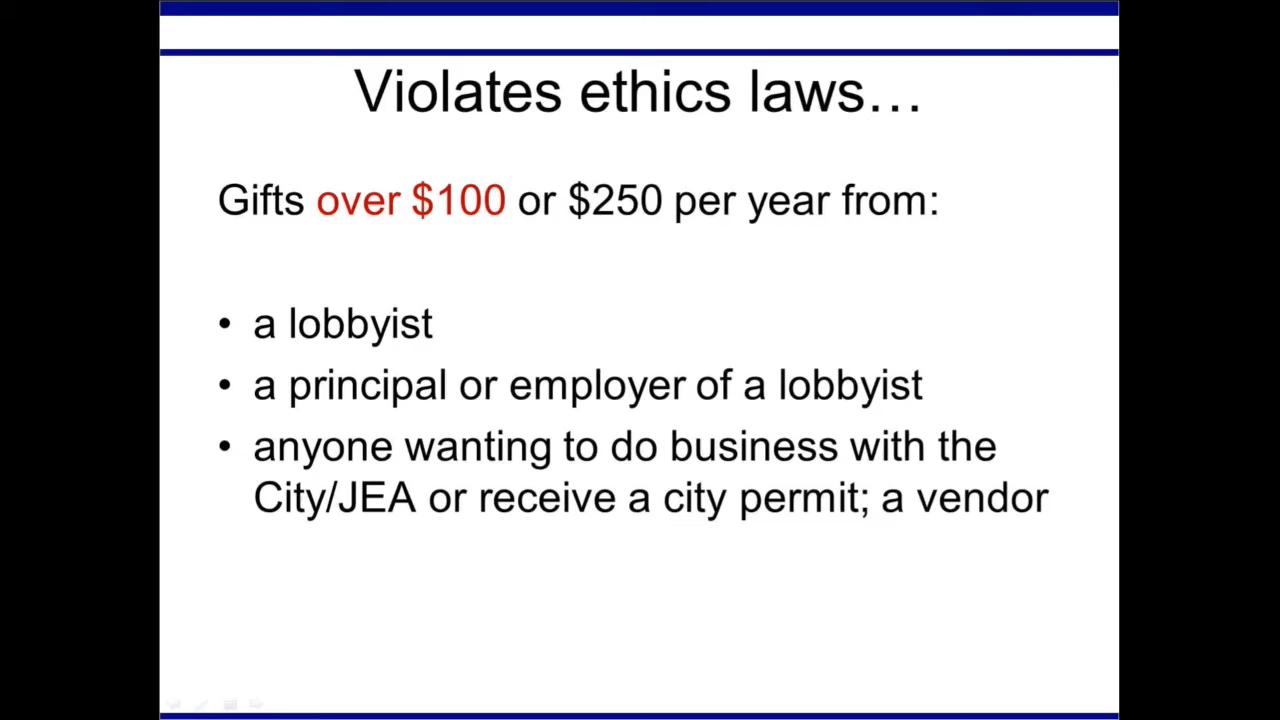 Violates ethics laws…
Gifts over $100 or $250 per year from:
• a lobbyist
• a principal or employer of a lobbyist
• anyone wanting to do business with the
City/JEA or receive a city permit; a vendor